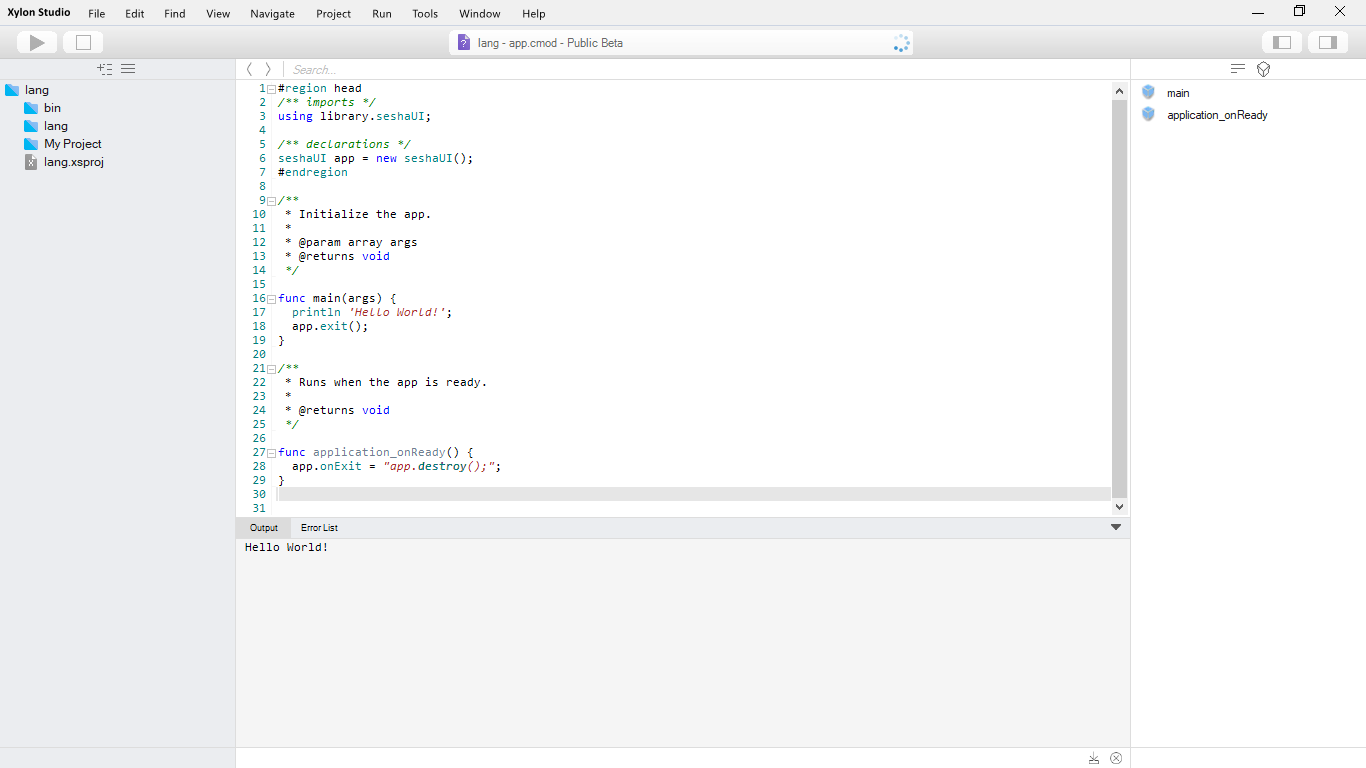 Xylon Studio File Edit Find View Navigate Project Run Tools Window Help
lang - app.cmod - Public Beta
Search...
lang
bin
lang
My Project
lang.xsproj
1 #region head
2 /** imports */
3 using library.seshaUI;
4
5 /** declarations */
6 seshaUI app = new seshaUI();
7 #endregion
8
9 /**
10 * Initialize the app.
11 *
12 * @param array args
13 * @returns void
14 */
15
16 func main(args) {
17 println 'Hello World!';
18 app.exit();
19 }
20
21 /**
22 * Runs when the app is ready.
23 *
24 * @returns void
25 */
26
27 func application_onReady() {
28 app.onExit = "app.destroy();";
29 }
30
31
Output Error List
Hello World!
main
application_onReady